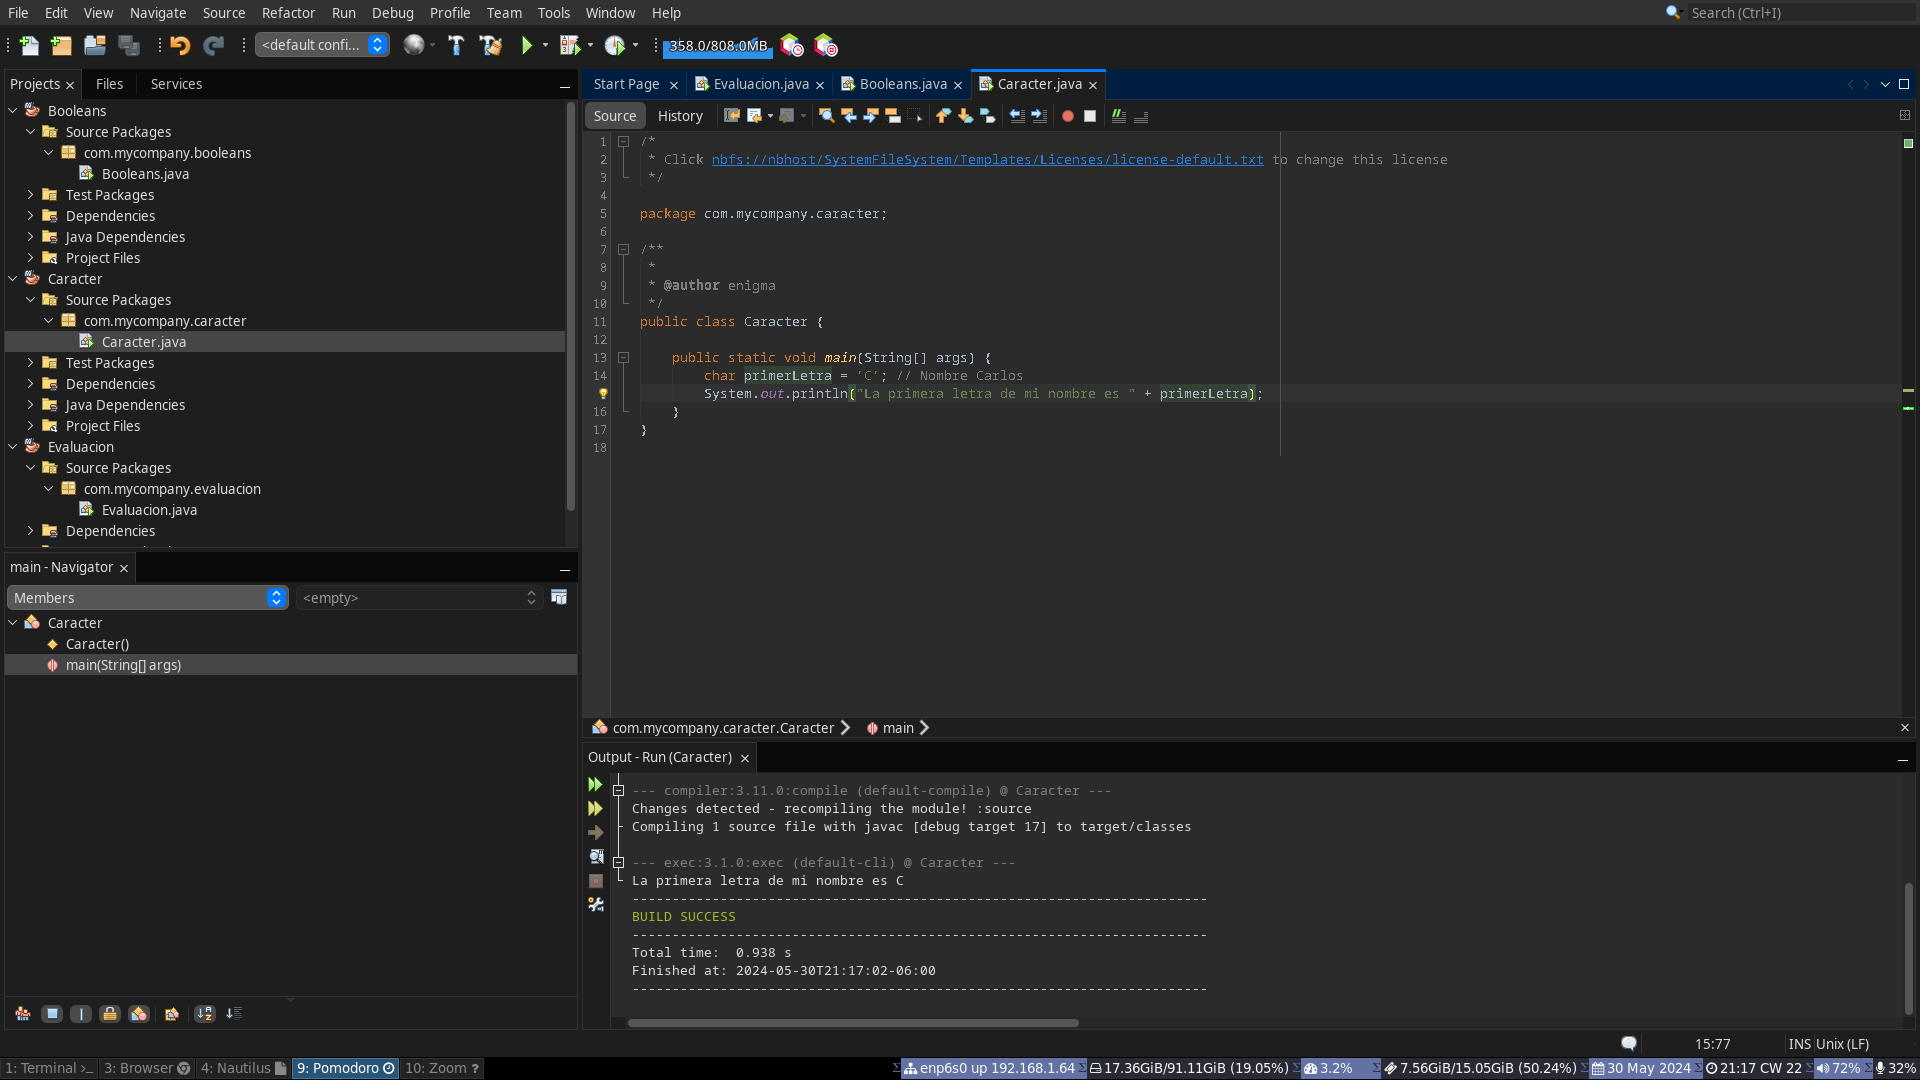 File Edit View Navigate Source Refactor Run Debug Profile Team Tools Window Help Search (Ctrl+I)
<default confi... 358.0/808.0MB
Projects Files Services
Booleans
Source Packages
com.mycompany.booleans
Booleans.java
Test Packages
Dependencies
Java Dependencies
Project Files
Caracter
Source Packages
com.mycompany.caracter
Caracter.java
Test Packages
Dependencies
Java Dependencies
Project Files
Evaluacion
Source Packages
com.mycompany.evaluacion
Evaluacion.java
Dependencies
main - Navigator
Members <empty>
Caracter
Caracter()
main(String[] args)
Start Page Evaluacion.java Booleans.java Caracter.java
Source History
1 /*
2 * Click nbfs://nbhost/SystemFileSystem/Templates/Licenses/license-default.txt to change this license
3 */
4
5 package com.mycompany.caracter;
6
7 /**
8 *
9 * @author enigma
10 */
11 public class Caracter {
12
13 public static void main(String[] args) {
14 char primerLetra = 'C'; // Nombre Carlos
System.out.println("La primera letra de mi nombre es " + primerLetra);
16 }
17 }
18
com.mycompany.caracter.Caracter main
Output - Run (Caracter)
--- compiler:3.11.0:compile (default-compile) @ Caracter ---
Changes detected - recompiling the module! :source
Compiling 1 source file with javac [debug target 17] to target/classes
--- exec:3.1.0:exec (default-cli) @ Caracter ---
La primera letra de mi nombre es C
------------------------------------------------------------------------
BUILD SUCCESS
------------------------------------------------------------------------
Total time: 0.938 s
Finished at: 2024-05-30T21:17:02-06:00
------------------------------------------------------------------------
15:77 INS Unix (LF)
1: Terminal 3: Browser 4: Nautilus 9: Pomodoro 10: Zoom ? enp6s0 up 192.168.1.64 17.36GiB/91.11GiB (19.05%) 3.2% 7.56GiB/15.05GiB (50.24%) 30 May 2024 21:17 CW 22 72% 32%